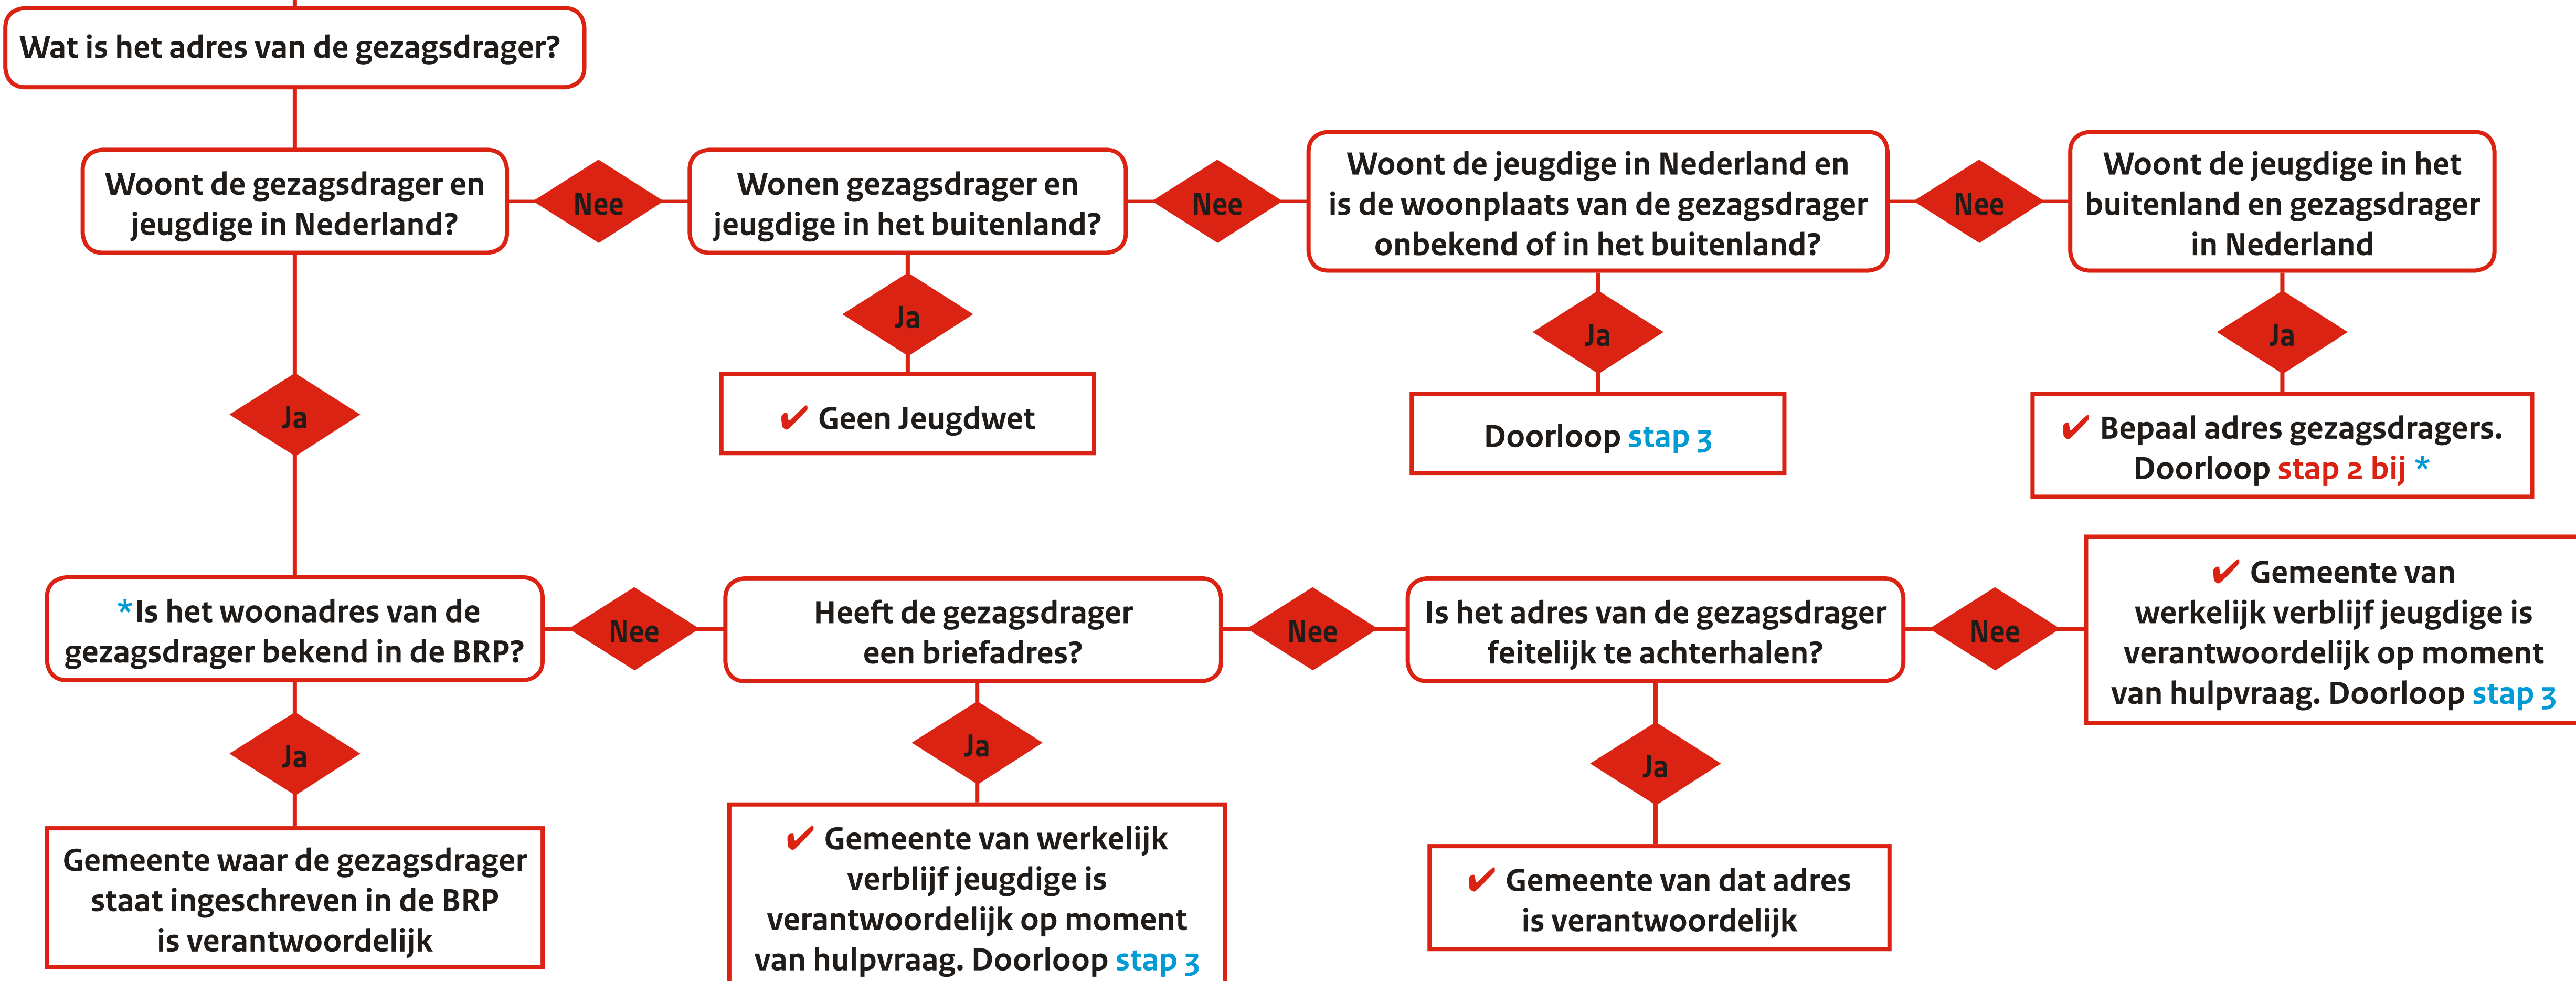 Wat is het adres van de gezagsdrager?
Woont de gezagsdrager en
jeugdige in Nederland?
Nee
Wonen gezagsdrager en
jeugdige in het buitenland?
Nee
Woont de jeugdige in Nederland en
is de woonplaats van de gezagsdrager
onbekend of in het buitenland?
Nee
Woont de jeugdige in het
buitenland en gezagsdrager
in Nederland
Ja
Ja
Ja
Ja
✔ Geen Jeugdwet
Doorloop stap 3
✔ Bepaal adres gezagsdragers.
Doorloop stap 2 bij *
*Is het woonadres van de
gezagsdrager bekend in de BRP?
Nee
Heeft de gezagsdrager
een briefadres?
Nee
Is het adres van de gezagsdrager
feitelijk te achterhalen?
Nee
✔ Gemeente van
werkelijk verblijf jeugdige is
verantwoordelijk op moment
van hulpvraag. Doorloop stap 3
Ja
Ja
Ja
Gemeente waar de gezagsdrager
staat ingeschreven in de BRP
is verantwoordelijk
✔ Gemeente van werkelijk
verblijf jeugdige is
verantwoordelijk op moment
van hulpvraag. Doorloop stap 3
✔ Gemeente van dat adres
is verantwoordelijk